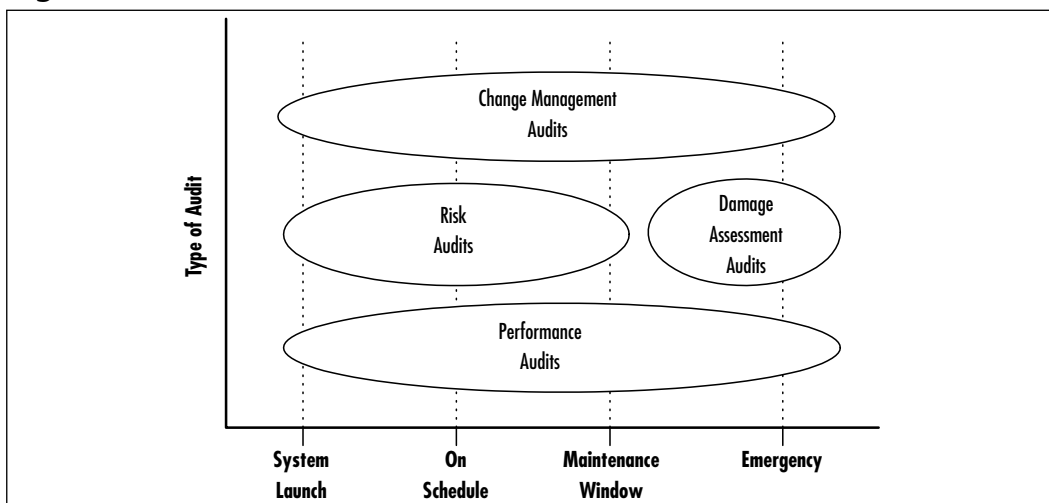 Change Management
Audits
Risk
Audits
Damage
Assessment
Audits
Performance
Audits
Type of Audit
System
Launch
On
Schedule
Maintenance
Window
Emergency